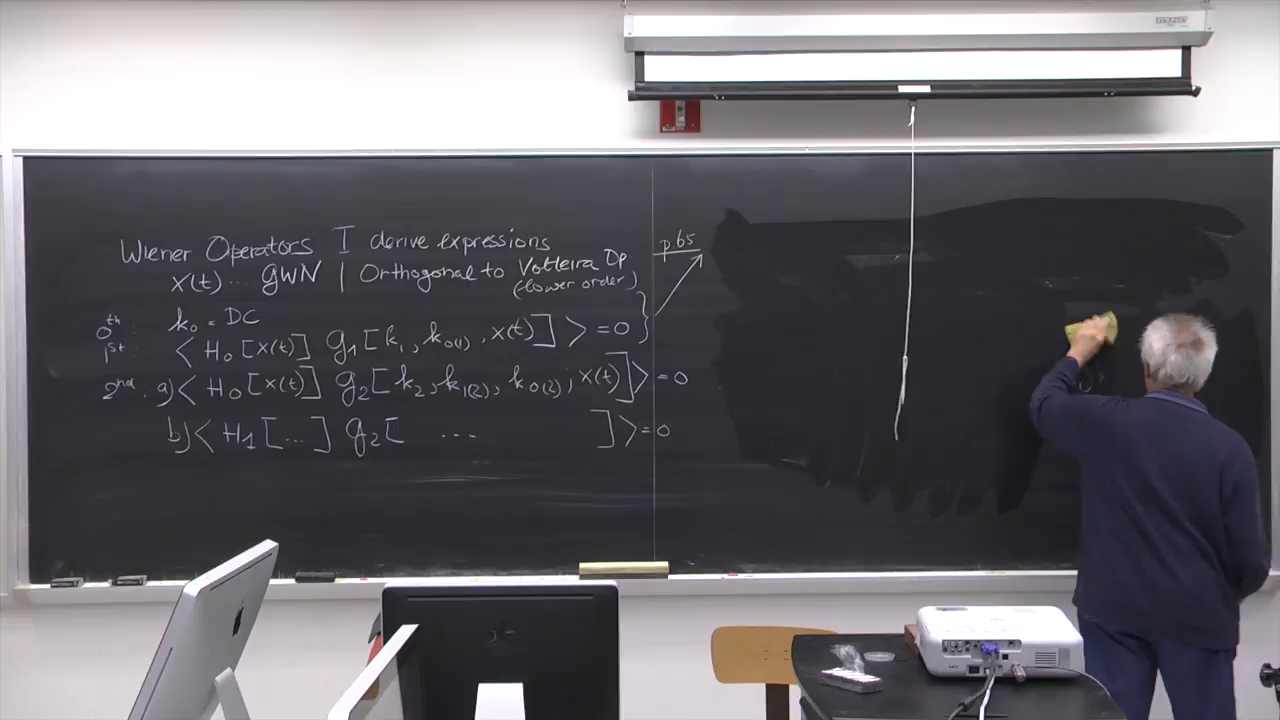 Wiener Operators I derive expressions
x(t) ... GWN | Orthogonal to Volterra Op
(-lower order)
p.65
0th : k0 = DC
1st : < H0[x(t)] g1[k1, k0(1), x(t)] > = 0
2nd : a) < H0[x(t)] g2[k2, k1(2), k0(2); x(t)] > = 0
b) < H1[...] g2[ ... ] > = 0